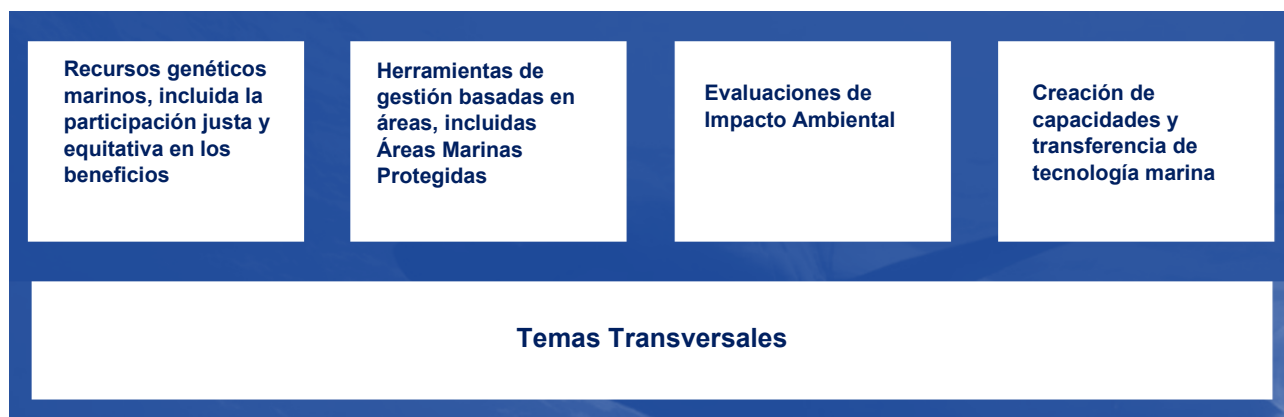 Recursos genéticos
marinos, incluida la
participación justa y
equitativa en los
beneficios
Herramientas de
gestión basadas en
áreas, incluidas
Áreas Marinas
Protegidas
Evaluaciones de
Impacto Ambiental
Creación de
capacidades y
transferencia de
tecnología marina
Temas Transversales